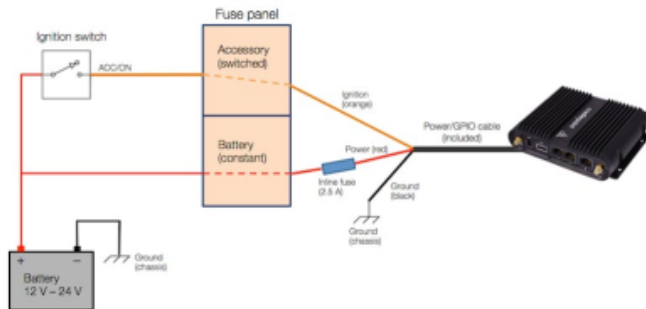 Fuse panel
Ignition switch
ACC/ON
Accessory
(switched)
Ignition
(orange)
Battery
(constant)
Power (red)
Inline fuse
(2.5 A)
Power/GPIO cable
(included)
Ground
(black)
Ground
(chassis)
Ground
(chassis)
+
–
Battery
12 V – 24 V